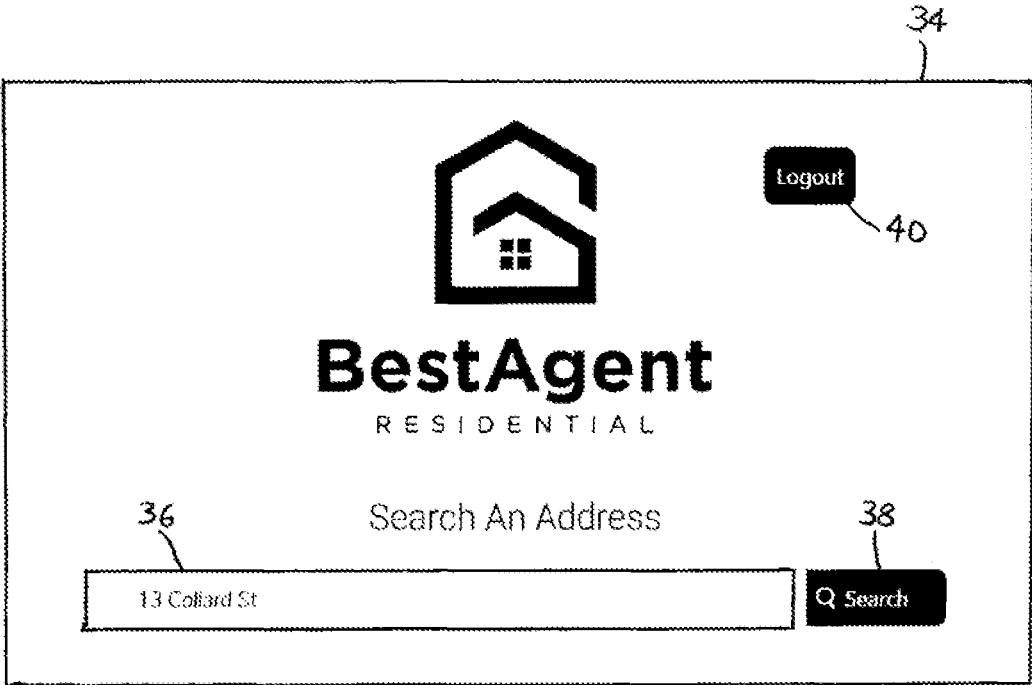 34
Logout
40
BestAgent
RESIDENTIAL
Search An Address
36
38
13 Collard St
Search